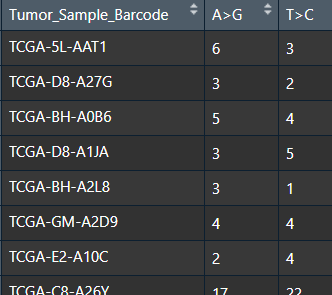 Tumor_Sample_Barcode A>G T>C
TCGA-5L-AAT1 6 3
TCGA-D8-A27G 3 2
TCGA-BH-A0B6 5 4
TCGA-D8-A1JA 3 5
TCGA-BH-A2L8 3 1
TCGA-GM-A2D9 4 4
TCGA-E2-A10C 2 4
TCGA-C8-A26Y 17 22